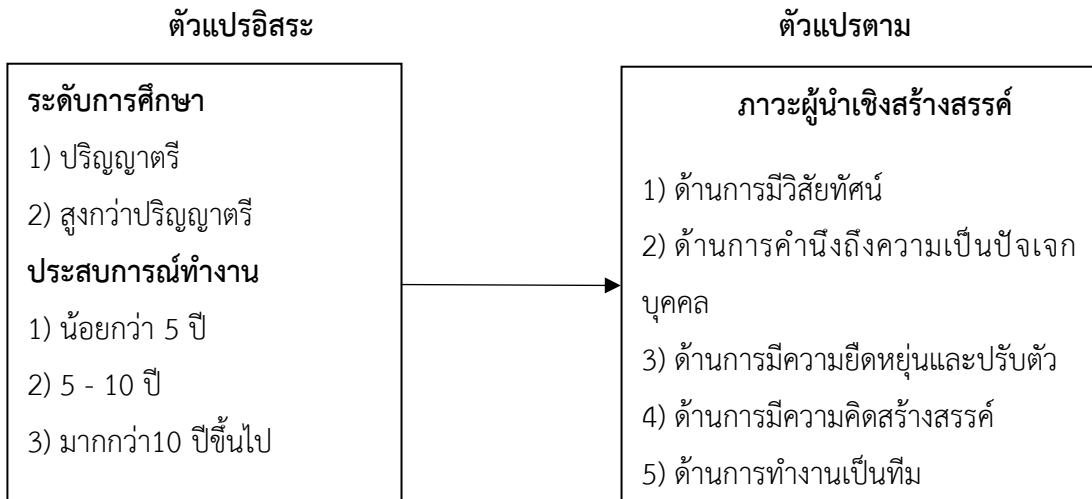 ตัวแปรอิสระ
ระดับการศึกษา
1) ปริญญาตรี
2) สูงกว่าปริญญาตรี
ประสบการณ์ทำงาน
1) น้อยกว่า 5 ปี
2) 5 - 10 ปี
3) มากกว่า10 ปีขึ้นไป
ตัวแปรตาม
ภาวะผู้นำเชิงสร้างสรรค์
1) ด้านการมีวิสัยทัศน์
2) ด้านการคำนึงถึงความเป็นปัจเจก
บุคคล
3) ด้านการมีความยืดหยุ่นและปรับตัว
4) ด้านการมีความคิดสร้างสรรค์
5) ด้านการทำงานเป็นทีม